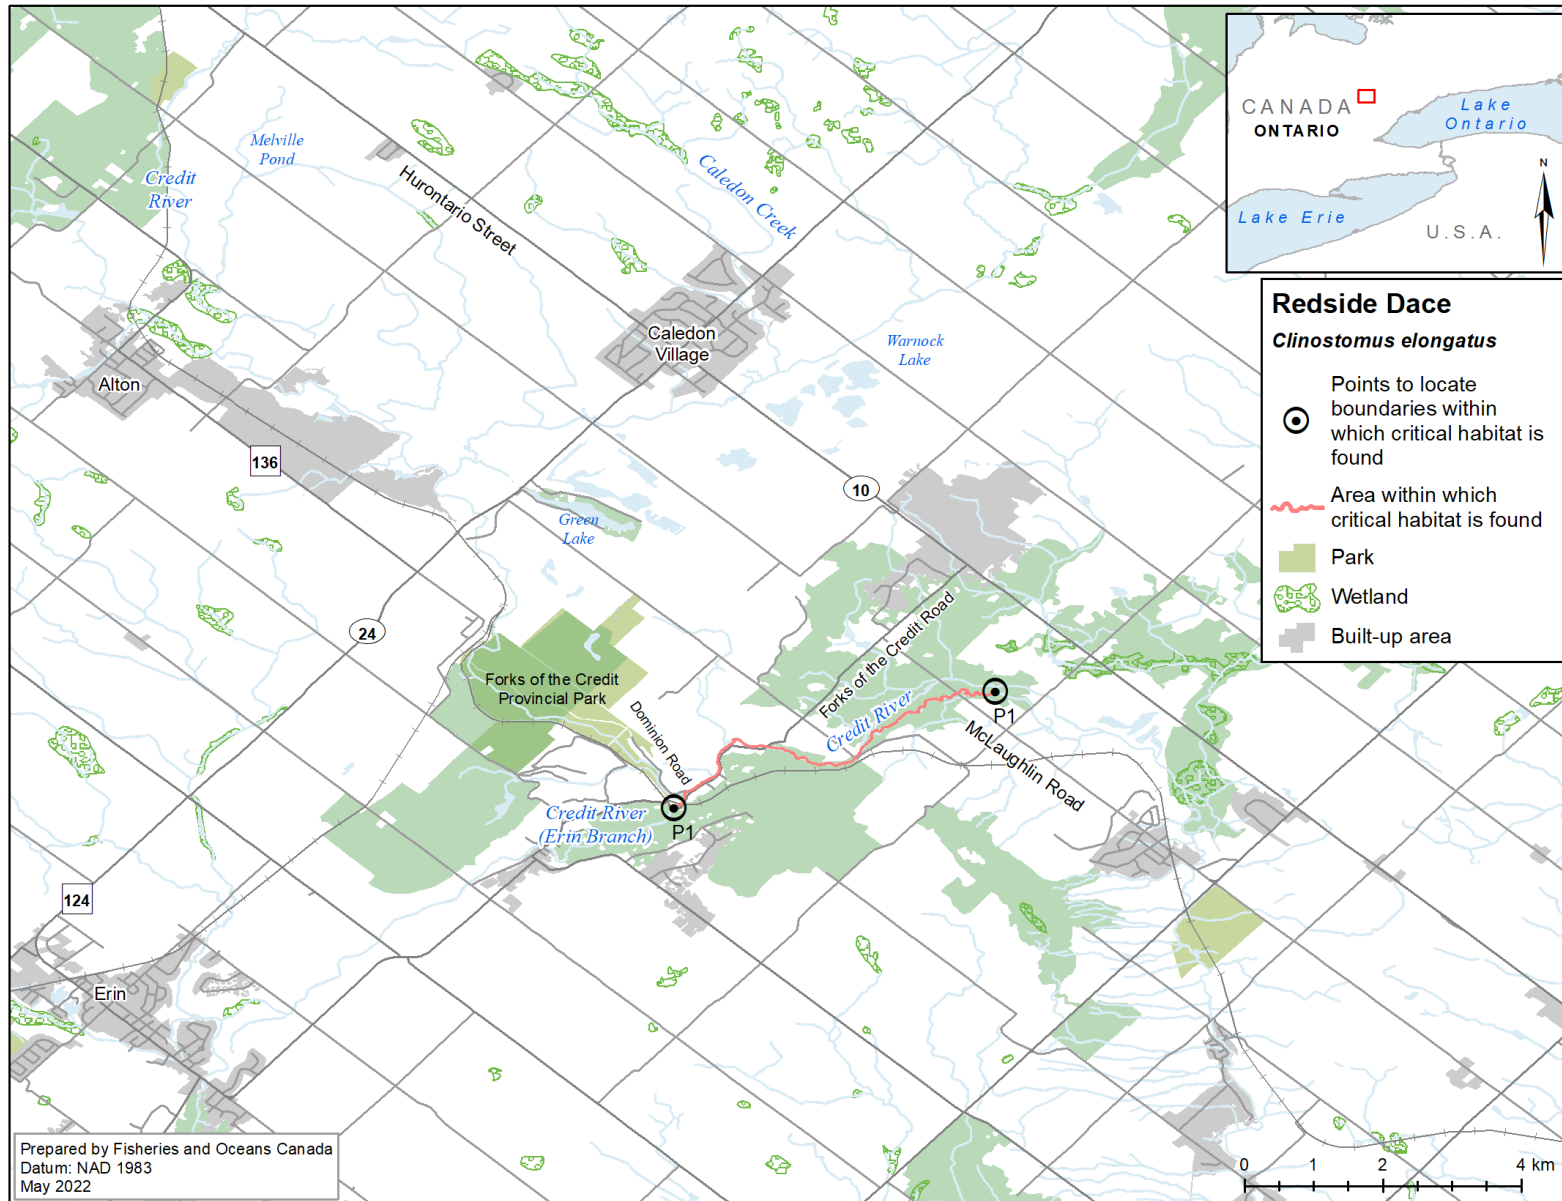 CANADA
ONTARIO
Lake
Ontario
Lake Erie
U.S.A.
N
Melville
Pond
Credit
River
Hurontario Street
Caledon Creek
Caledon
Village
Warnock
Lake
Alton
136
10
Green
Lake
24
Forks of the Credit
Provincial Park
Dominion Road
Forks of the Credit Road
Credit River
P1
McLaughlin Road
Credit River
(Erin Branch)
P1
124
Erin
Redside Dace
Clinostomus elongatus
Points to locate
boundaries within
which critical habitat is
found
Area within which
critical habitat is found
Park
Wetland
Built-up area
Prepared by Fisheries and Oceans Canada
Datum: NAD 1983
May 2022
0 1 2 4 km